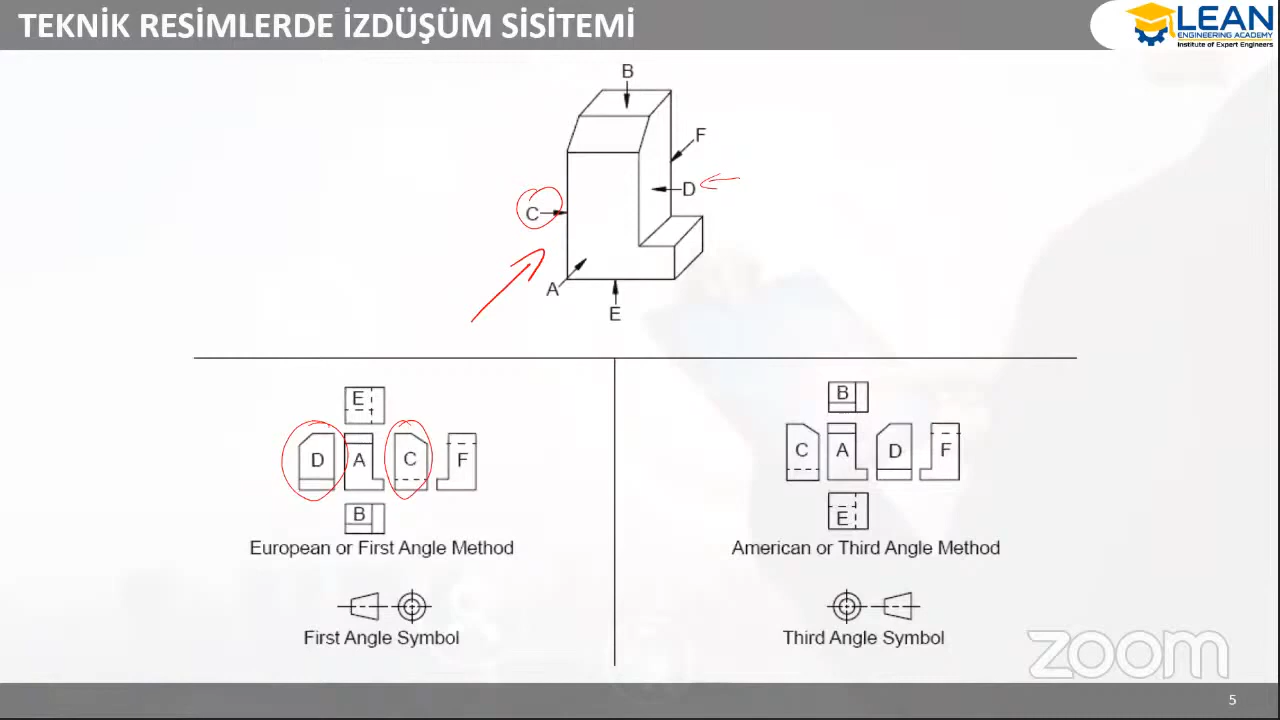 TEKNİK RESİMLERDE İZDÜŞÜM SİSİTEMİ
LEAN
ENGINEERING ACADEMY
Institute of Expert Engineers
B
F
D
C
A
E
E
D A C F
B
European or First Angle Method
First Angle Symbol
B
C A D F
E
American or Third Angle Method
Third Angle Symbol
zoom
5